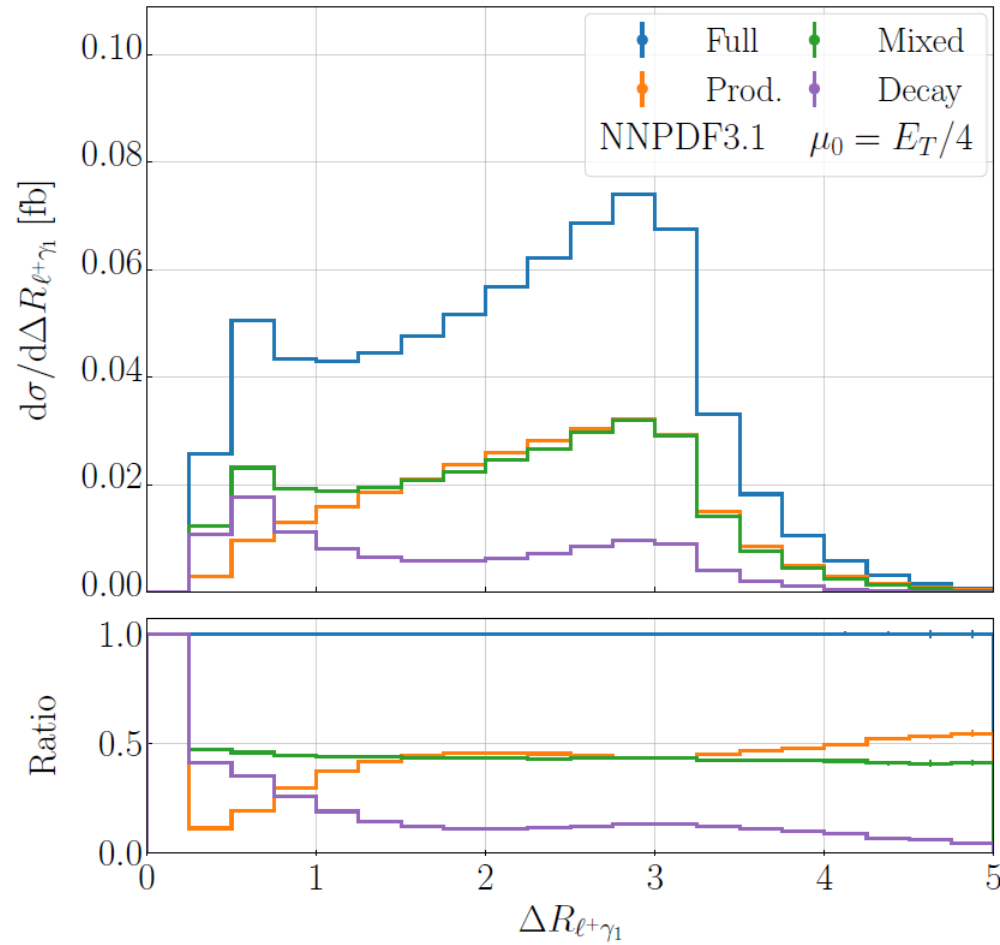 0.10
0.08
0.06
0.04
0.02
0.00
dσ/dΔR_{ℓ⁺γ₁} [fb]
Full Mixed
Prod. Decay
NNPDF3.1 μ₀ = E_T/4
1.0
0.5
0.0
Ratio
0 1 2 3 4 5
ΔR_{ℓ⁺γ₁}